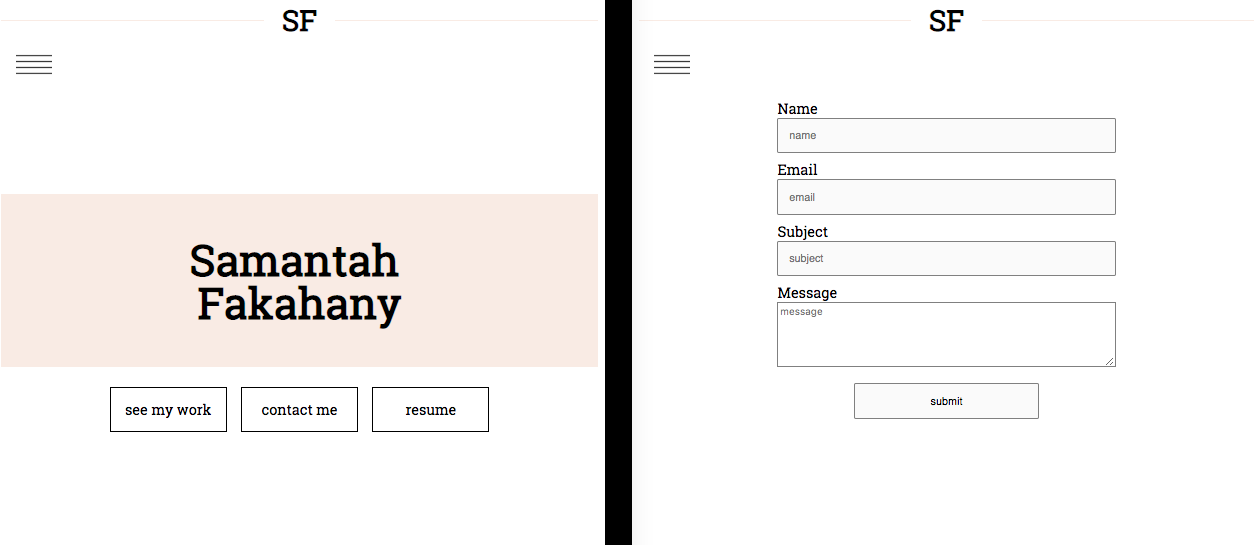 SF
Samantah
Fakahany
see my work
contact me
resume
SF
Name
name
Email
email
Subject
subject
Message
message
submit